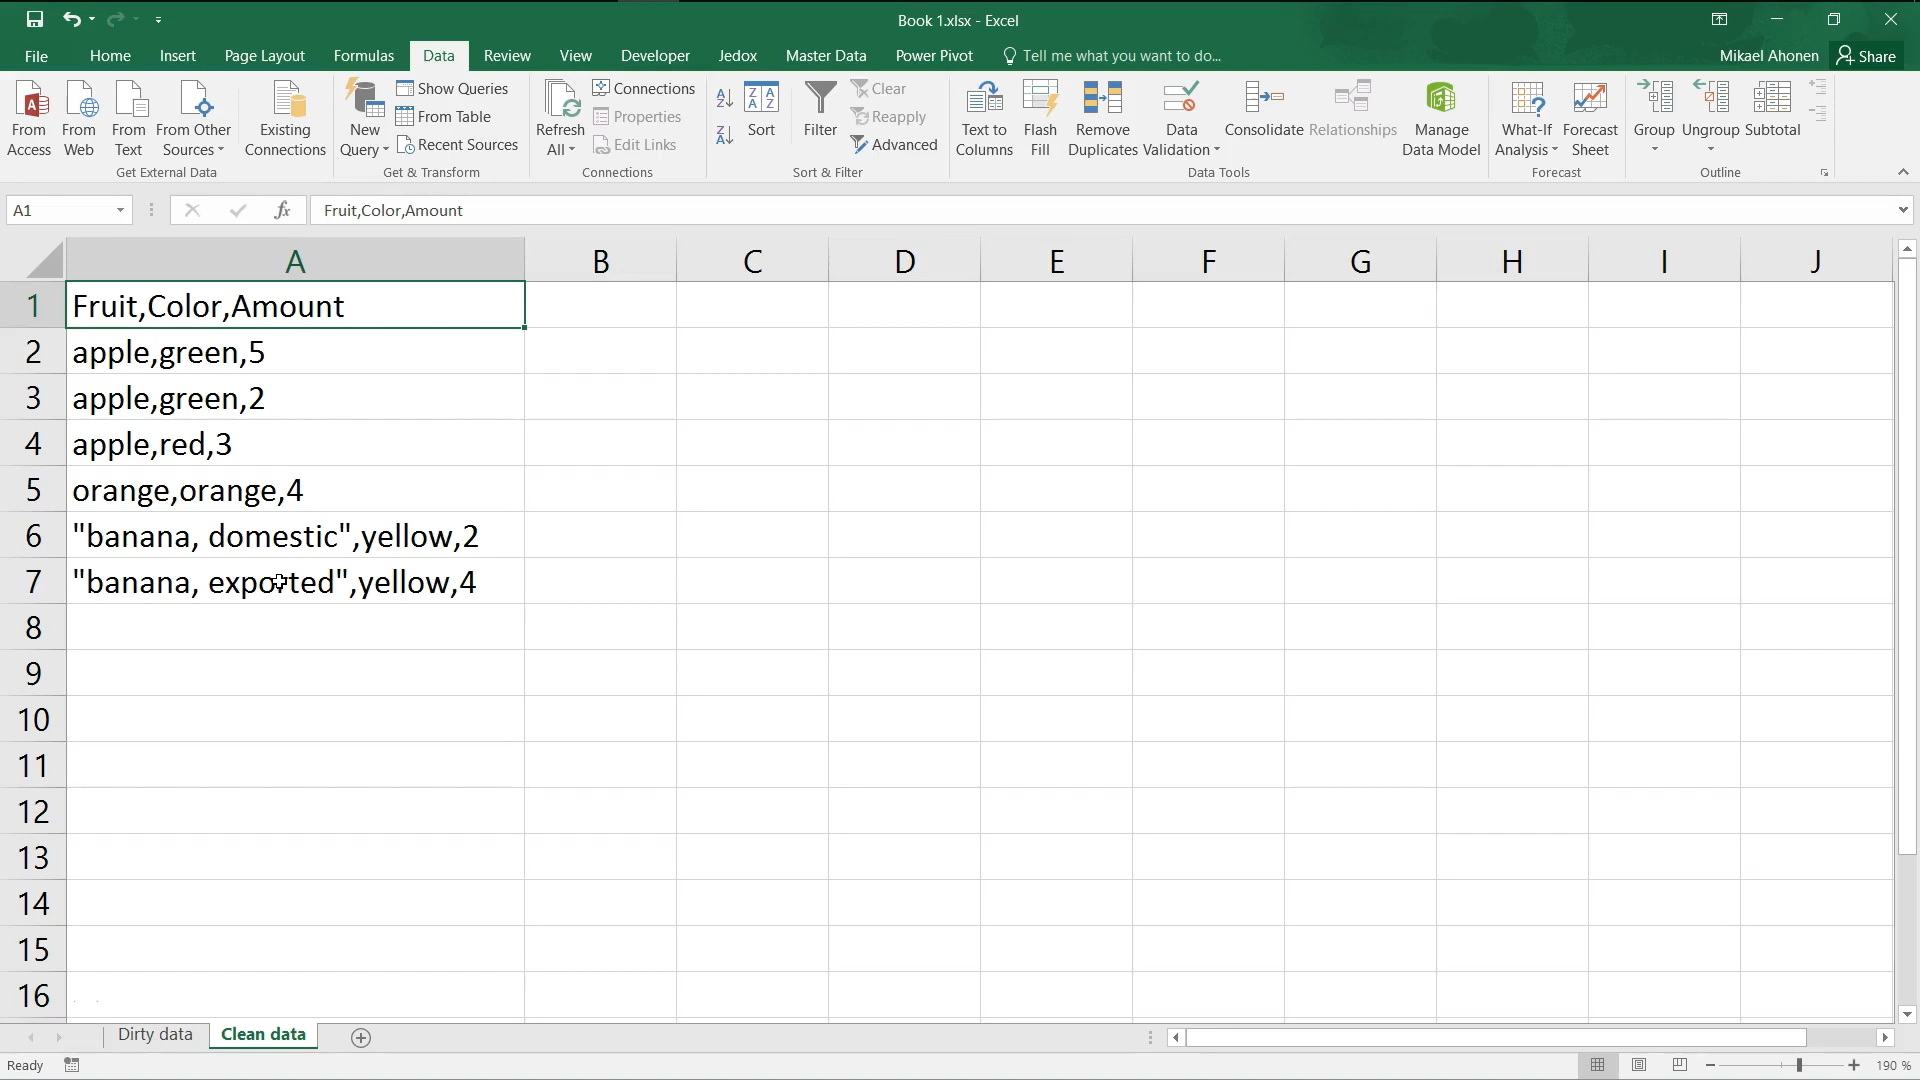 Book 1.xlsx - Excel
File Home Insert Page Layout Formulas Data Review View Developer Jedox Master Data Power Pivot Tell me what you want to do... Mikael Ahonen Share
From Access
From Web
From Text
From Other Sources
Existing Connections
Get External Data
New Query
Show Queries
From Table
Recent Sources
Get & Transform
Refresh All
Connections
Properties
Edit Links
Connections
A Z
Z A
Z A A Z
Sort
Filter
Clear
Reapply
Advanced
Sort & Filter
Text to Columns
Flash Fill
Remove Duplicates
Data Validation
Consolidate
Relationships
Manage Data Model
Data Tools
What-If Analysis
Forecast Sheet
Forecast
Group
Ungroup
Subtotal
Outline
A1 fx Fruit,Color,Amount
A B C D E F G H I J
1 Fruit,Color,Amount
2 apple,green,5
3 apple,green,2
4 apple,red,3
5 orange,orange,4
6 "banana, domestic",yellow,2
7 "banana, exported",yellow,4
8
9
10
11
12
13
14
15
16
Dirty data Clean data
Ready 190 %